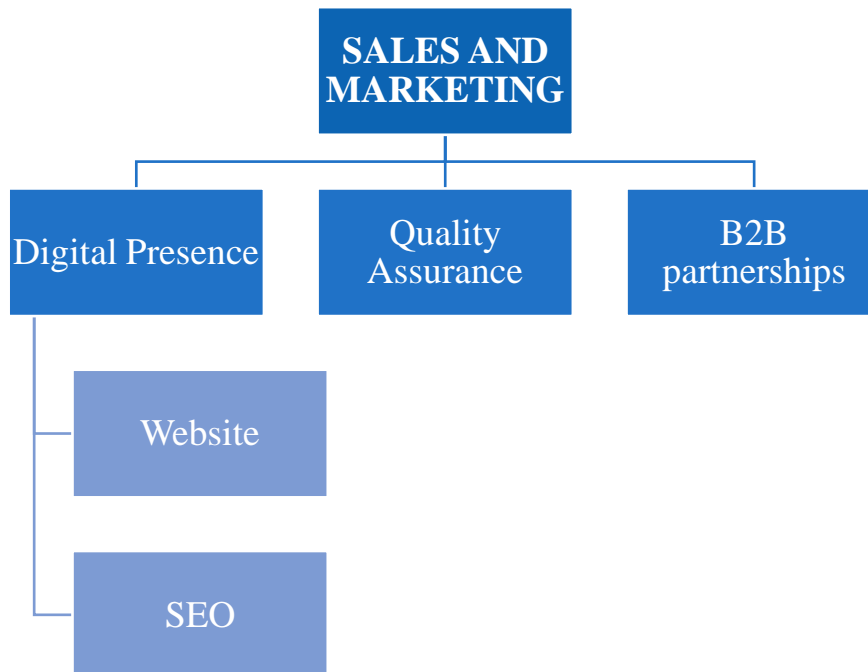 SALES AND
MARKETING
Digital Presence
Quality
Assurance
B2B
partnerships
Website
SEO